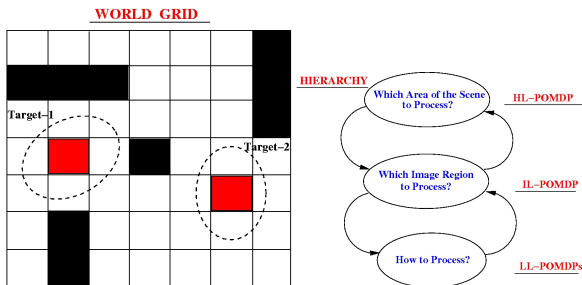 WORLD GRID
Target-1
Target-2
HIERARCHY
Which Area of the Scene
to Process?
HL-POMDP
Which Image Region
to Process?
IL-POMDP
How to Process?
LL-POMDPs